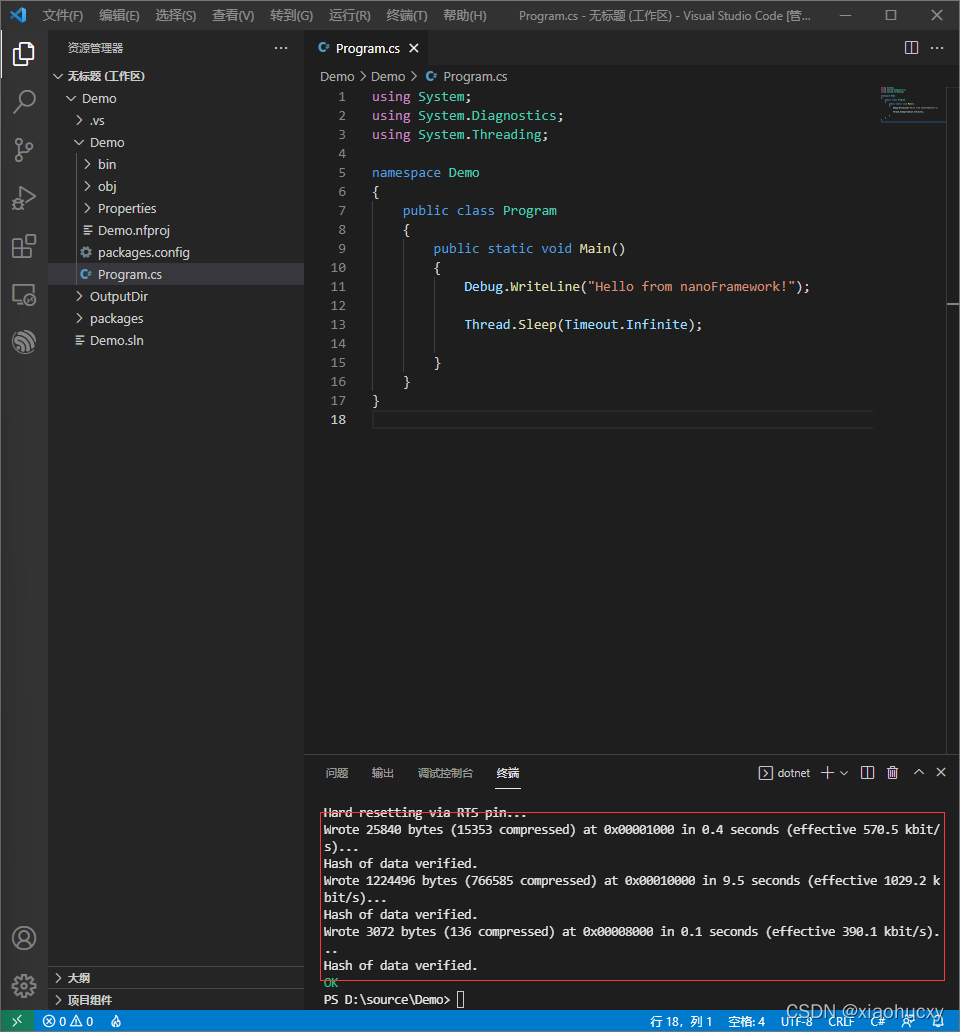 文件(F) 编辑(E) 选择(S) 查看(V) 转到(G) 运行(R) 终端(T) 帮助(H) Program.cs - 无标题 (工作区) - Visual Studio Code [管...
资源管理器
无标题 (工作区)
Demo
.vs
Demo
bin
obj
Properties
Demo.nfproj
packages.config
C# Program.cs
OutputDir
packages
Demo.sln
大纲
项目组件
C# Program.cs
Demo > Demo > C# Program.cs
1 using System;
2 using System.Diagnostics;
3 using System.Threading;
4
5 namespace Demo
6 {
7 public class Program
8 {
9 public static void Main()
10 {
11 Debug.WriteLine("Hello from nanoFramework!");
12
13 Thread.Sleep(Timeout.Infinite);
14
15 }
16 }
17 }
18
问题 输出 调试控制台 终端 dotnet
Hard resetting via RTS pin...
Wrote 25840 bytes (15353 compressed) at 0x00001000 in 0.4 seconds (effective 570.5 kbit/
s)...
Hash of data verified.
Wrote 1224496 bytes (766585 compressed) at 0x00010000 in 9.5 seconds (effective 1029.2 k
bit/s)...
Hash of data verified.
Wrote 3072 bytes (136 compressed) at 0x00008000 in 0.1 seconds (effective 390.1 kbit/s).
..
Hash of data verified.
OK
PS D:\source\Demo>
0 0 行 18，列 1 空格: 4 UTF-8 CRLF C#
CSDN @xiaohucxy